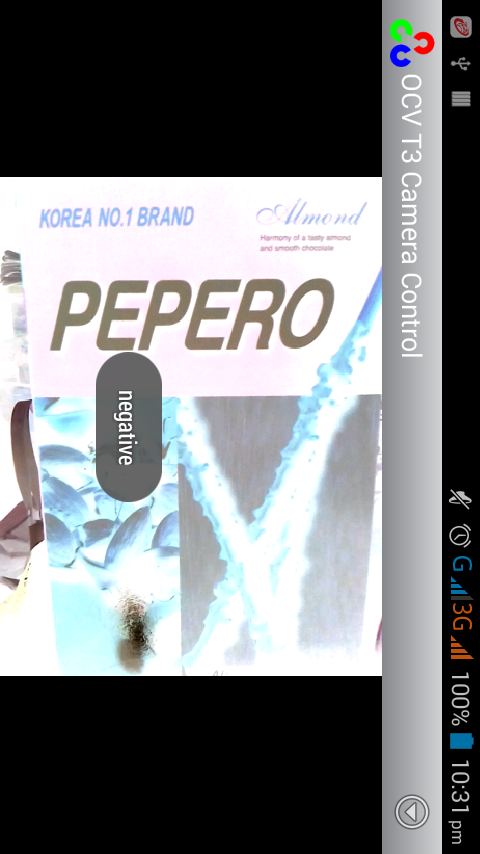 OCV T3 Camera Control
G
3G
100%
10:31 pm
KOREA NO.1 BRAND
Almond
Harmony of a tasty almond
and smooth chocolate
PEPERO
negative